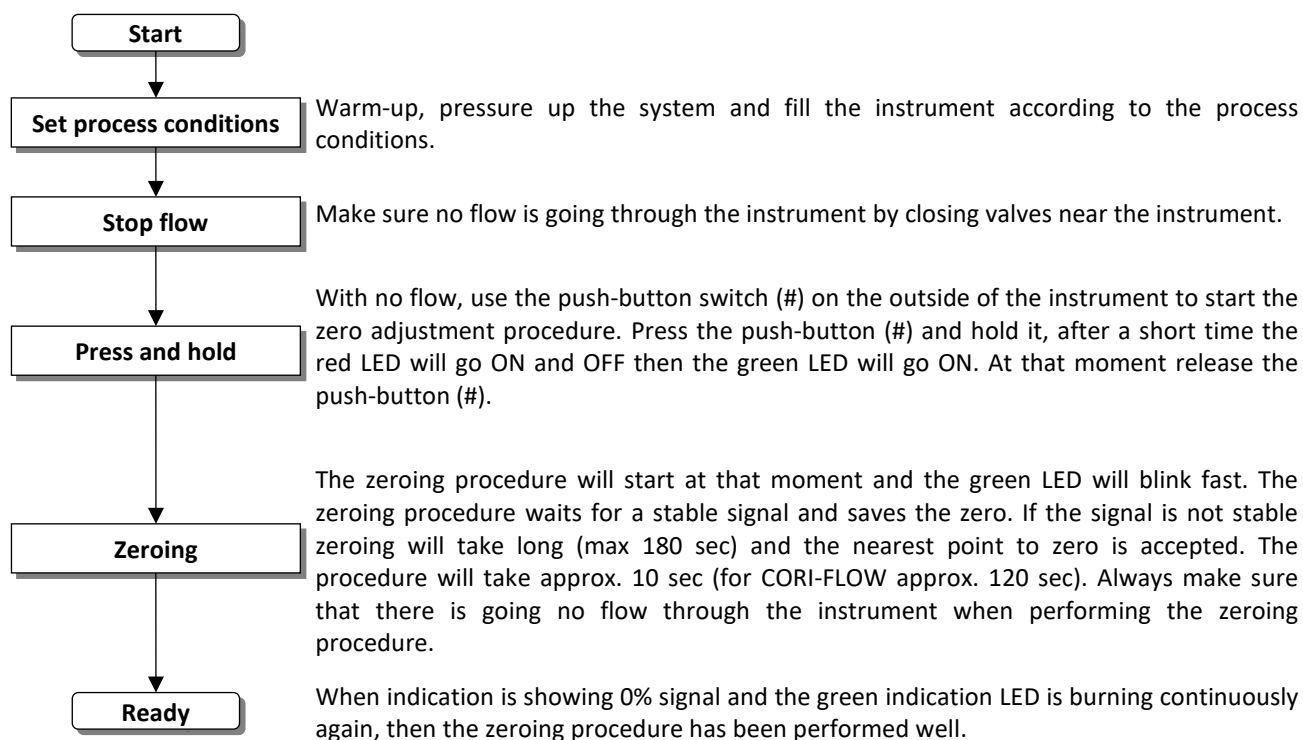 Start
Set process conditions
Warm-up, pressure up the system and fill the instrument according to the process
conditions.
Stop flow
Make sure no flow is going through the instrument by closing valves near the instrument.
Press and hold
With no flow, use the push-button switch (#) on the outside of the instrument to start the
zero adjustment procedure. Press the push-button (#) and hold it, after a short time the
red LED will go ON and OFF then the green LED will go ON. At that moment release the
push-button (#).
Zeroing
The zeroing procedure will start at that moment and the green LED will blink fast. The
zeroing procedure waits for a stable signal and saves the zero. If the signal is not stable
zeroing will take long (max 180 sec) and the nearest point to zero is accepted. The
procedure will take approx. 10 sec (for CORI-FLOW approx. 120 sec). Always make sure
that there is going no flow through the instrument when performing the zeroing
procedure.
Ready
When indication is showing 0% signal and the green indication LED is burning continuously
again, then the zeroing procedure has been performed well.